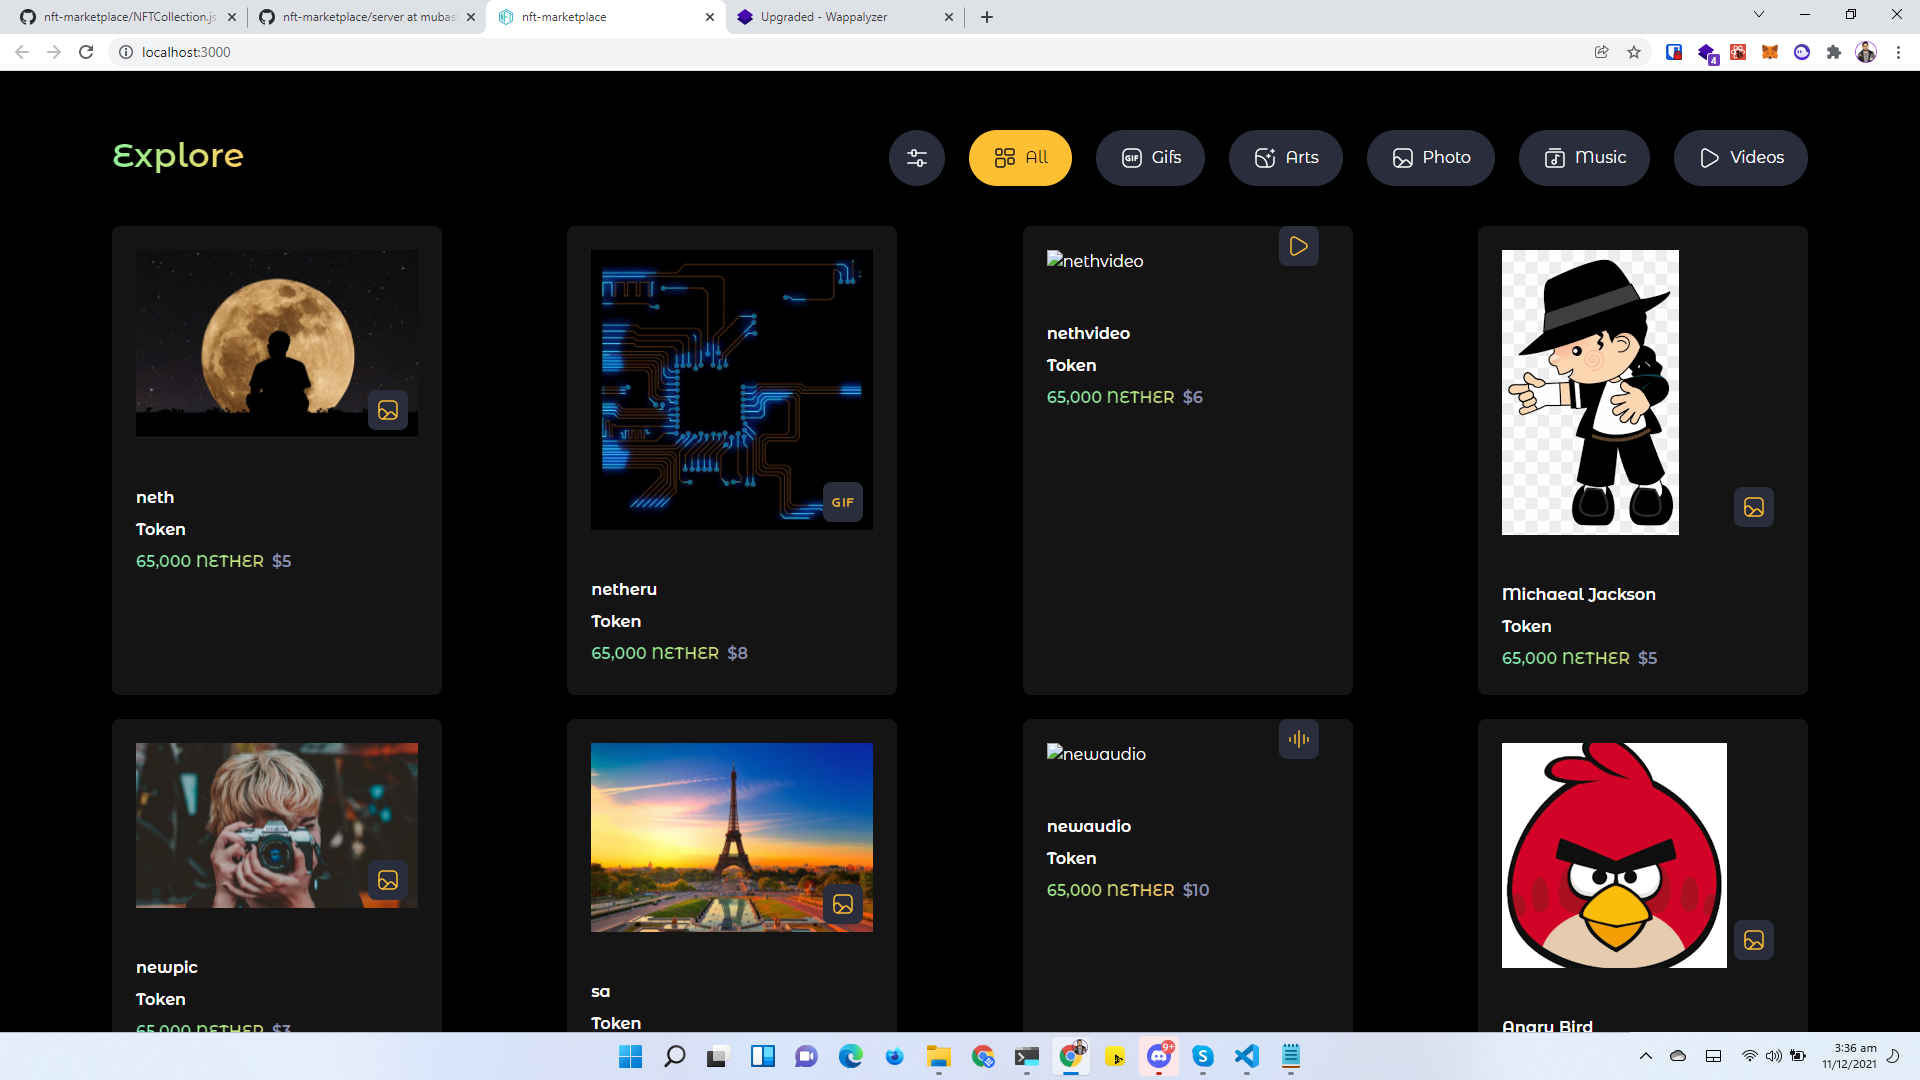 nft-marketplace/NFTCollection.js
nft-marketplace/server at mubas
nft-marketplace
Upgraded - Wappalyzer
localhost:3000
4
Explore
All
GIF Gifs
Arts
Photo
Music
Videos
neth
Token
65,000 NETHER $5
GIF
netheru
Token
65,000 NETHER $8
nethvideo
nethvideo
Token
65,000 NETHER $6
Michaeal Jackson
Token
65,000 NETHER $5
newpic
Token
65,000 NETHER $3
sa
Token
newaudio
newaudio
Token
65,000 NETHER $10
Angry Bird
9+
3:36 am
11/12/2021